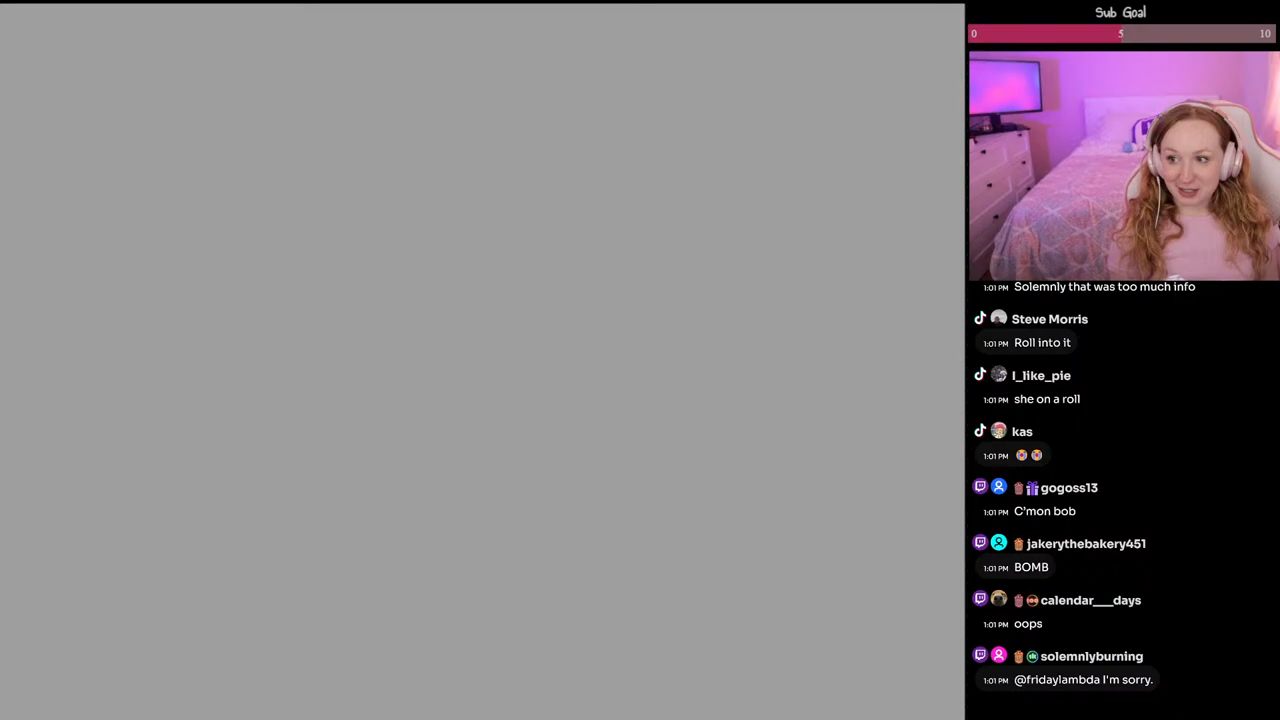 Sub Goal
0 5 10
1:01 PM Solemnly that was too much info
Steve Morris
1:01 PM Roll into it
I_like_pie
1:01 PM she on a roll
kas
1:01 PM 😭 😭
gogoss13
1:01 PM C'mon bob
jakerythebakery451
1:01 PM BOMB
calendar___days
1:01 PM oops
solemnlyburning
1:01 PM @fridaylambda I'm sorry.